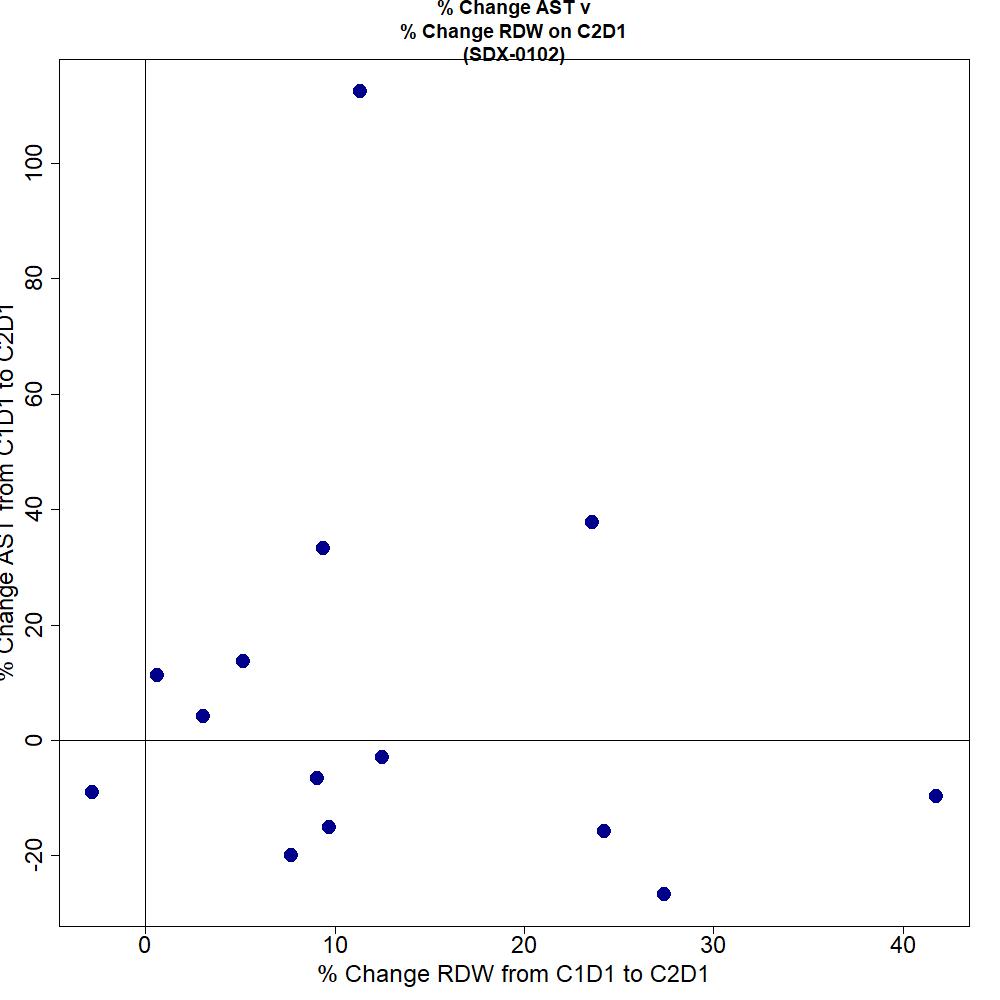 % Change AST v
% Change RDW on C2D1
(SDX-0102)
% Change AST from C1D1 to C2D1
100
80
60
40
20
0
-20
0 10 20 30 40
% Change RDW from C1D1 to C2D1